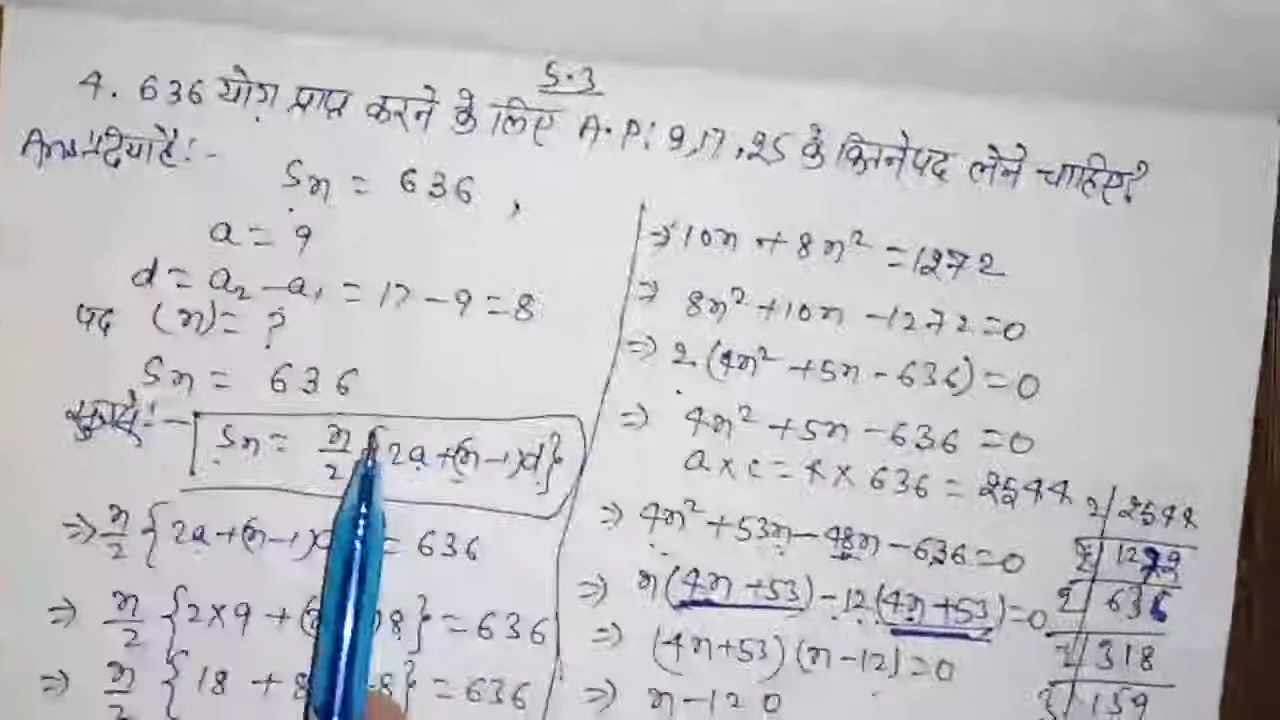 5.3
4. 636 योग प्राप्त करने के लिए A.P: 9,17,25 के कितने पद लेने चाहिए?
Ans:- दिया है:-
Sn = 636,
a = 9
d = a₂ - a₁ = 17 - 9 = 8
पद (n) = ?
Sn = 636
Sn = n/2 {2a+(n-1)d}
⇒ n/2 {2a+(n-1) = 636
⇒ n/2 {2×9 + ( 8} = 636
⇒ n/2 { 18 + 8 -8} = 636
⇒ 10n + 8n² = 1272
⇒ 8n² + 10n - 1272 = 0
⇒ 2 (4n² + 5n - 636) = 0
⇒ 4n² + 5n - 636 = 0
a × c = 4 × 636 = 2544
⇒ 4n² + 53n - 48n - 636 = 0
⇒ n(4n + 53) - 12(4n + 53) = 0
⇒ (4n + 53) (n - 12) = 0
⇒ n - 12 0
2 | 2544
2 | 1272
2 | 636
2 | 318
3 | 159